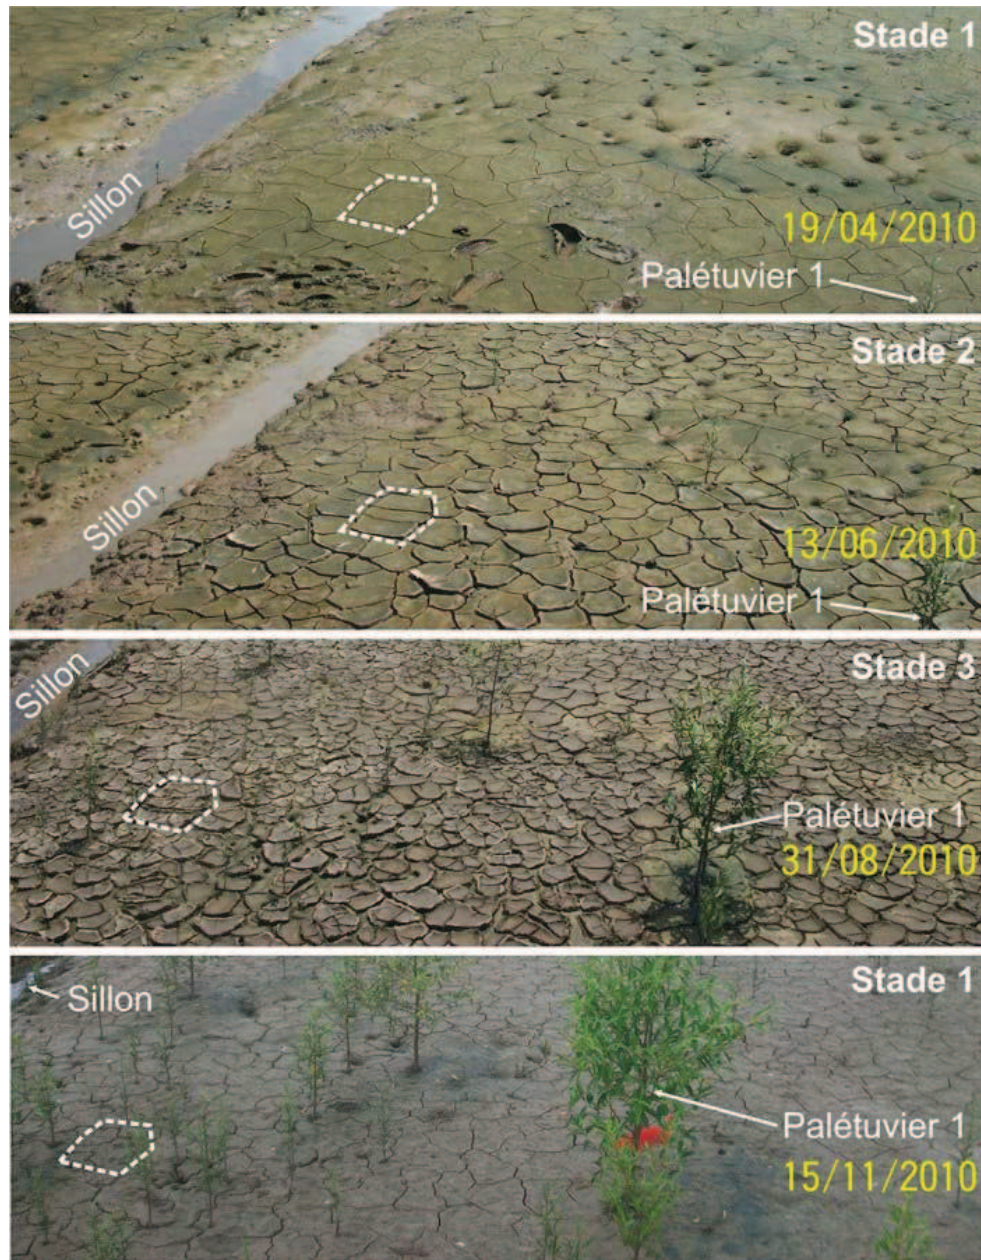 Stade 1
Sillon
19/04/2010
Palétuvier 1
Stade 2
Sillon
13/06/2010
Palétuvier 1
Stade 3
Sillon
Palétuvier 1
31/08/2010
Stade 1
Sillon
Palétuvier 1
15/11/2010